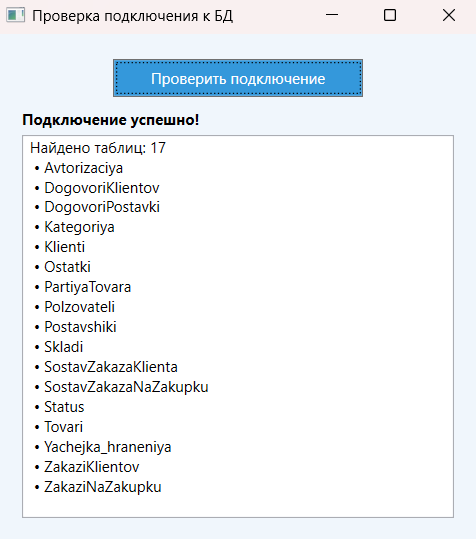 Проверка подключения к БД
Проверить подключение
Подключение успешно!
Найдено таблиц: 17
• Avtorizaciya
• DogovoriKlientov
• DogovoriPostavki
• Kategoriya
• Klienti
• Ostatki
• PartiyaTovara
• Polzovateli
• Postavshiki
• Skladi
• SostavZakazaKlienta
• SostavZakazaNaZakupku
• Status
• Tovari
• Yachejka_hraneniya
• ZakaziKlientov
• ZakaziNaZakupku